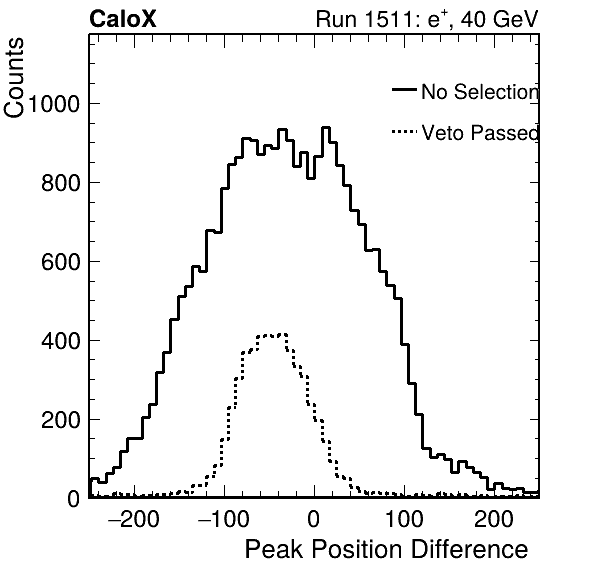 CaloX Run 1511: e+, 40 GeV
Counts
No Selection
Veto Passed
1000
800
600
400
200
0
−200 −100 0 100 200
Peak Position Difference